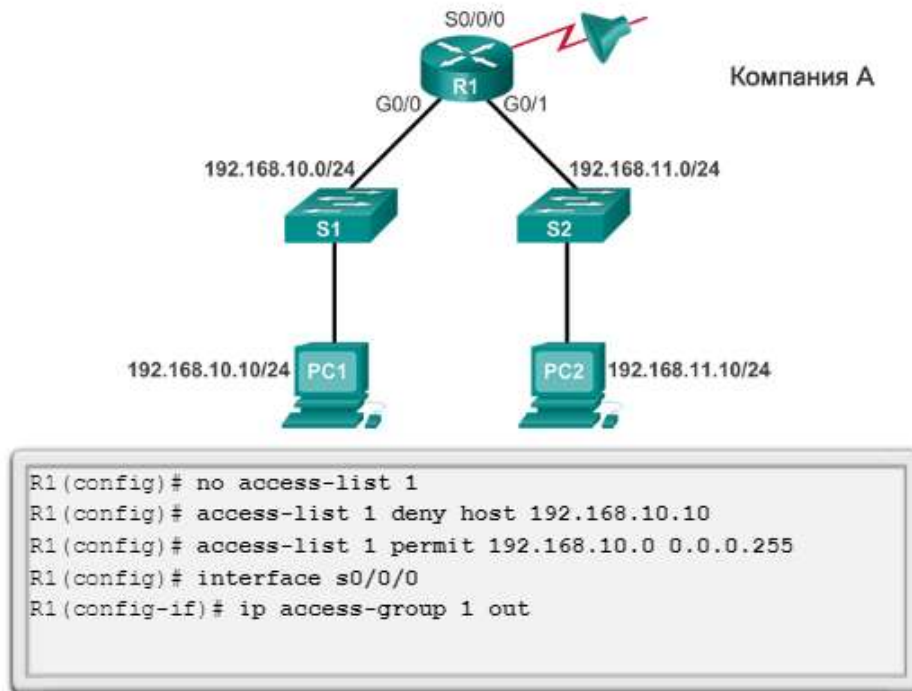 S0/0/0
Компания А
R1
G0/0
G0/1
192.168.10.0/24
192.168.11.0/24
S1
S2
192.168.10.10/24
PC1
PC2
192.168.11.10/24
R1(config)# no access-list 1
R1(config)# access-list 1 deny host 192.168.10.10
R1(config)# access-list 1 permit 192.168.10.0 0.0.0.255
R1(config)# interface s0/0/0
R1(config-if)# ip access-group 1 out